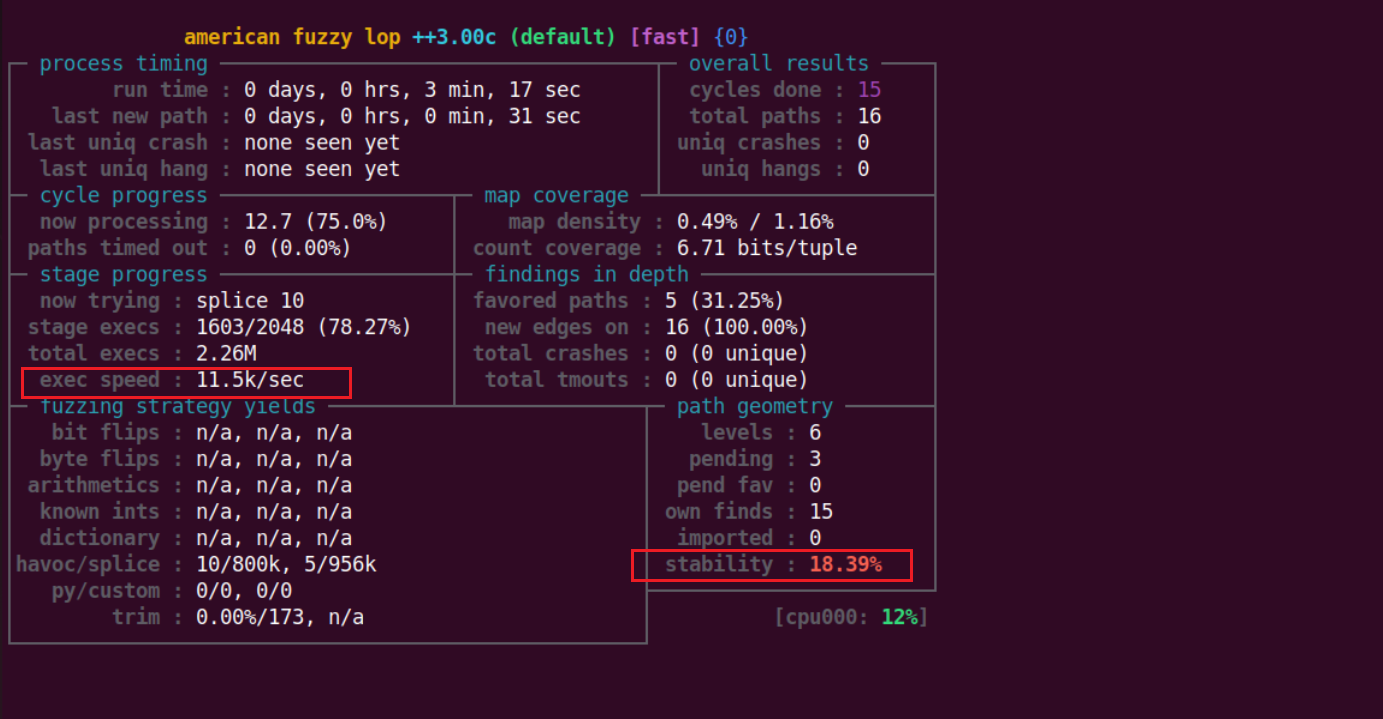 american fuzzy lop ++3.00c (default) [fast] {0}
process timing
run time : 0 days, 0 hrs, 3 min, 17 sec
last new path : 0 days, 0 hrs, 0 min, 31 sec
last uniq crash : none seen yet
last uniq hang : none seen yet
overall results
cycles done : 15
total paths : 16
uniq crashes : 0
uniq hangs : 0
cycle progress
now processing : 12.7 (75.0%)
paths timed out : 0 (0.00%)
map coverage
map density : 0.49% / 1.16%
count coverage : 6.71 bits/tuple
stage progress
now trying : splice 10
stage execs : 1603/2048 (78.27%)
total execs : 2.26M
exec speed : 11.5k/sec
findings in depth
favored paths : 5 (31.25%)
new edges on : 16 (100.00%)
total crashes : 0 (0 unique)
total tmouts : 0 (0 unique)
fuzzing strategy yields
bit flips : n/a, n/a, n/a
byte flips : n/a, n/a, n/a
arithmetics : n/a, n/a, n/a
known ints : n/a, n/a, n/a
dictionary : n/a, n/a, n/a
havoc/splice : 10/800k, 5/956k
py/custom : 0/0, 0/0
trim : 0.00%/173, n/a
path geometry
levels : 6
pending : 3
pend fav : 0
own finds : 15
imported : 0
stability : 18.39%
[cpu000: 12%]